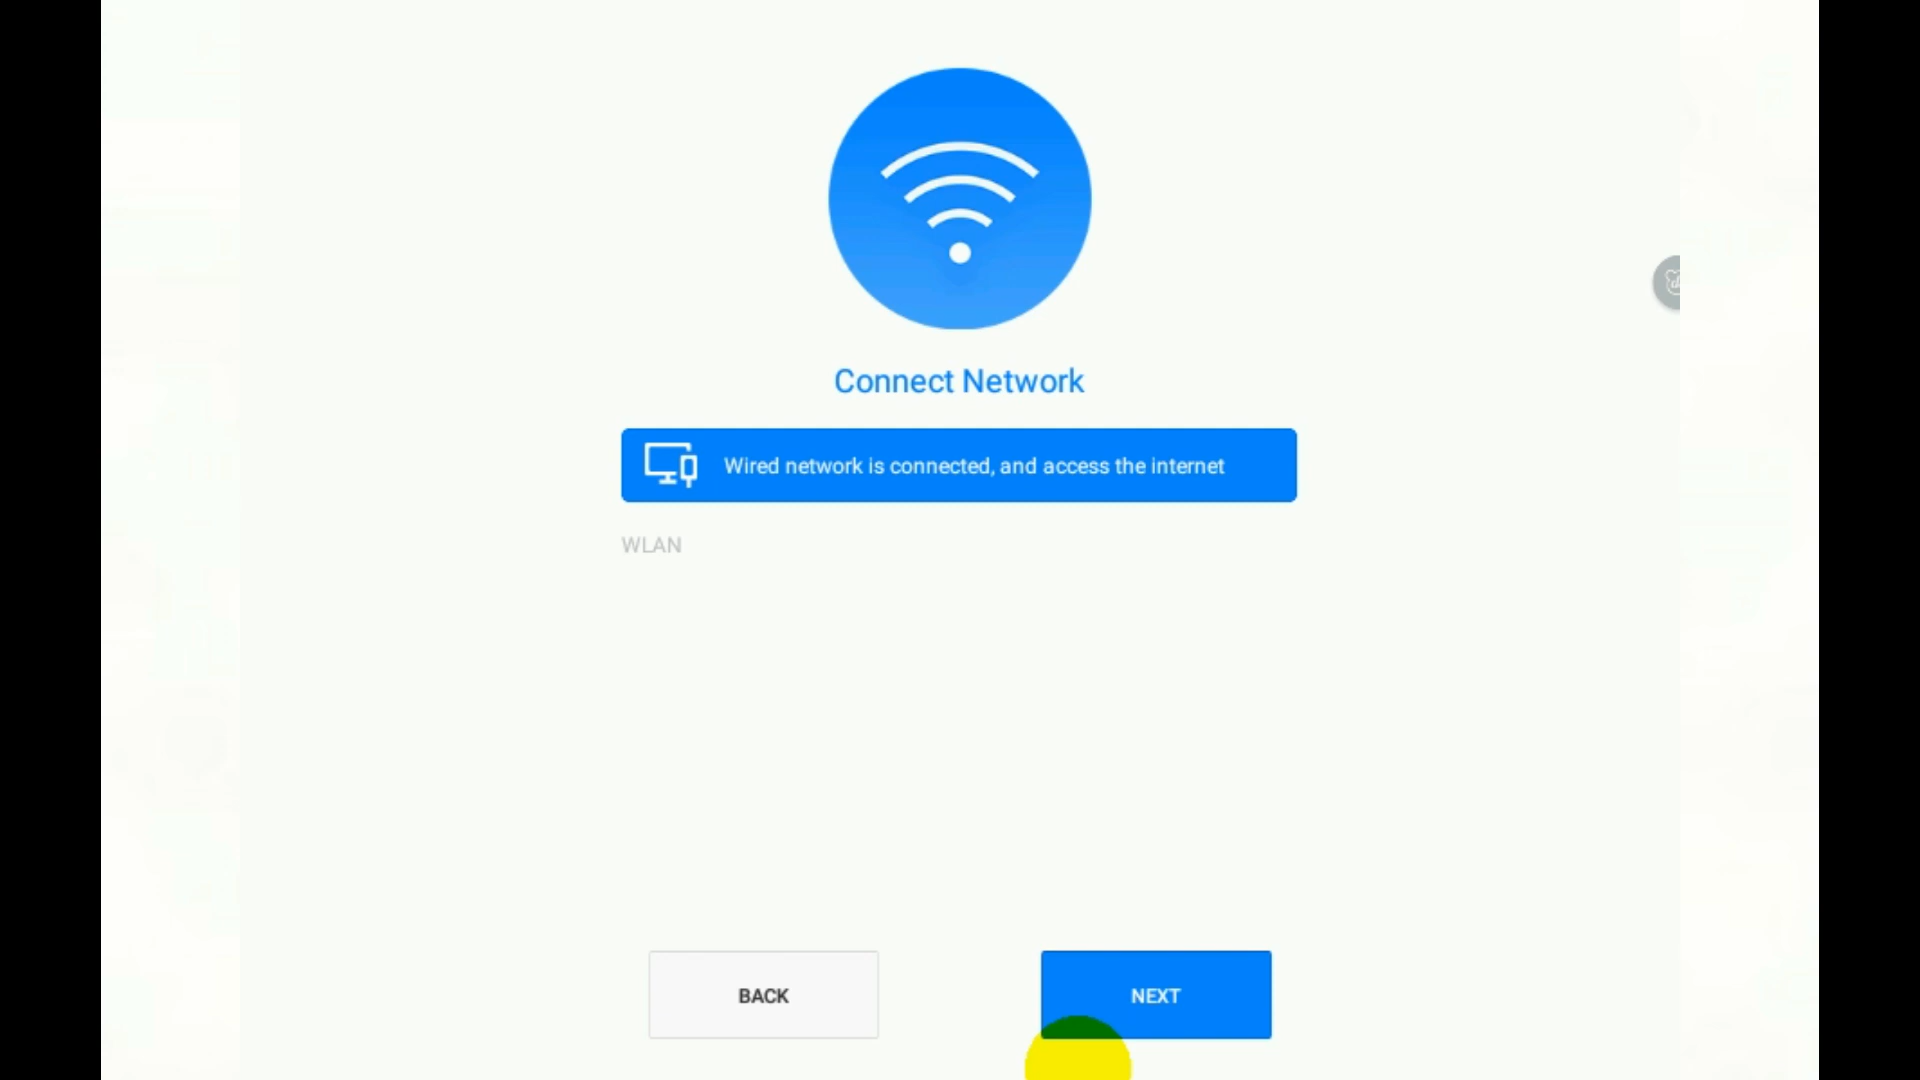 Connect Network
Wired network is connected, and access the internet
WLAN
BACK
NEXT